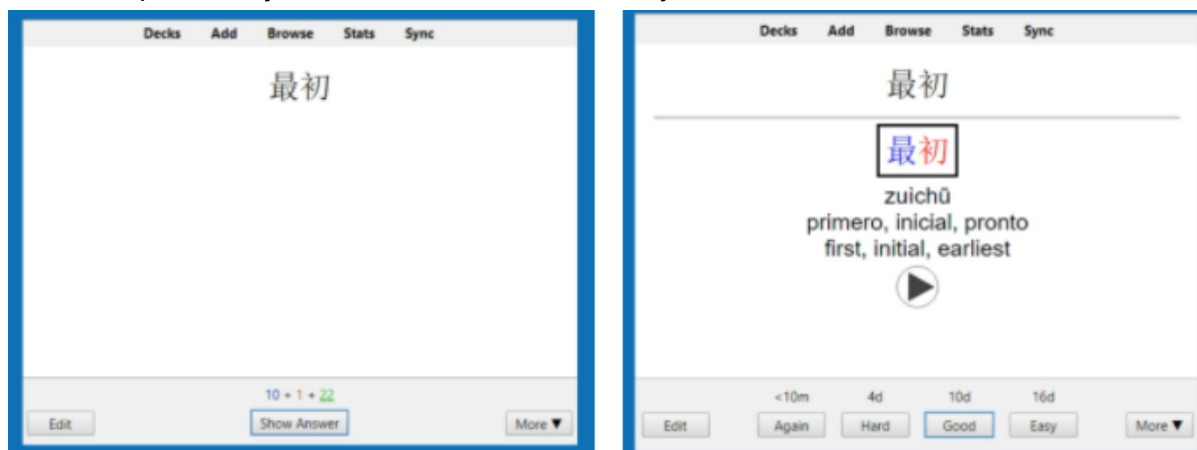 Decks Add Browse Stats Sync
最初
10 + 1 + 22
Edit Show Answer More ▼
Decks Add Browse Stats Sync
最初
最初
zuichū
primero, inicial, pronto
first, initial, earliest
<10m 4d 10d 16d
Edit Again Hard Good Easy More ▼